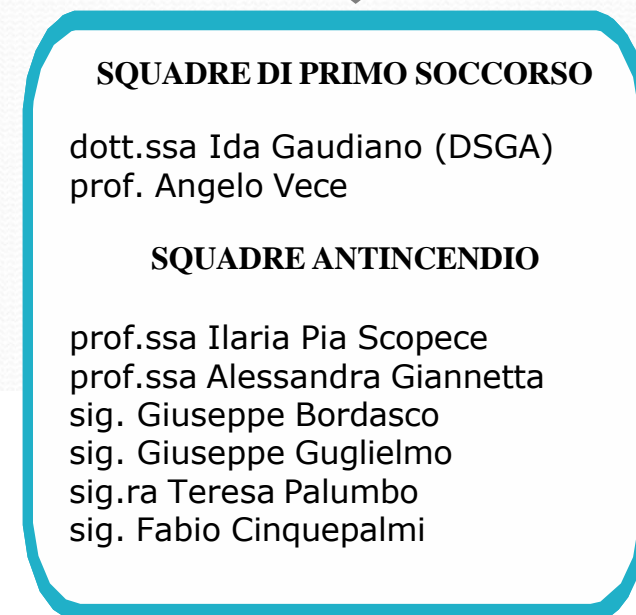 SQUADRE DI PRIMO SOCCORSO
dott.ssa Ida Gaudiano (DSGA)
prof. Angelo Vece
SQUADRE ANTINCENDIO
prof.ssa Ilaria Pia Scopece
prof.ssa Alessandra Giannetta
sig. Giuseppe Bordasco
sig. Giuseppe Guglielmo
sig.ra Teresa Palumbo
sig. Fabio Cinquepalmi